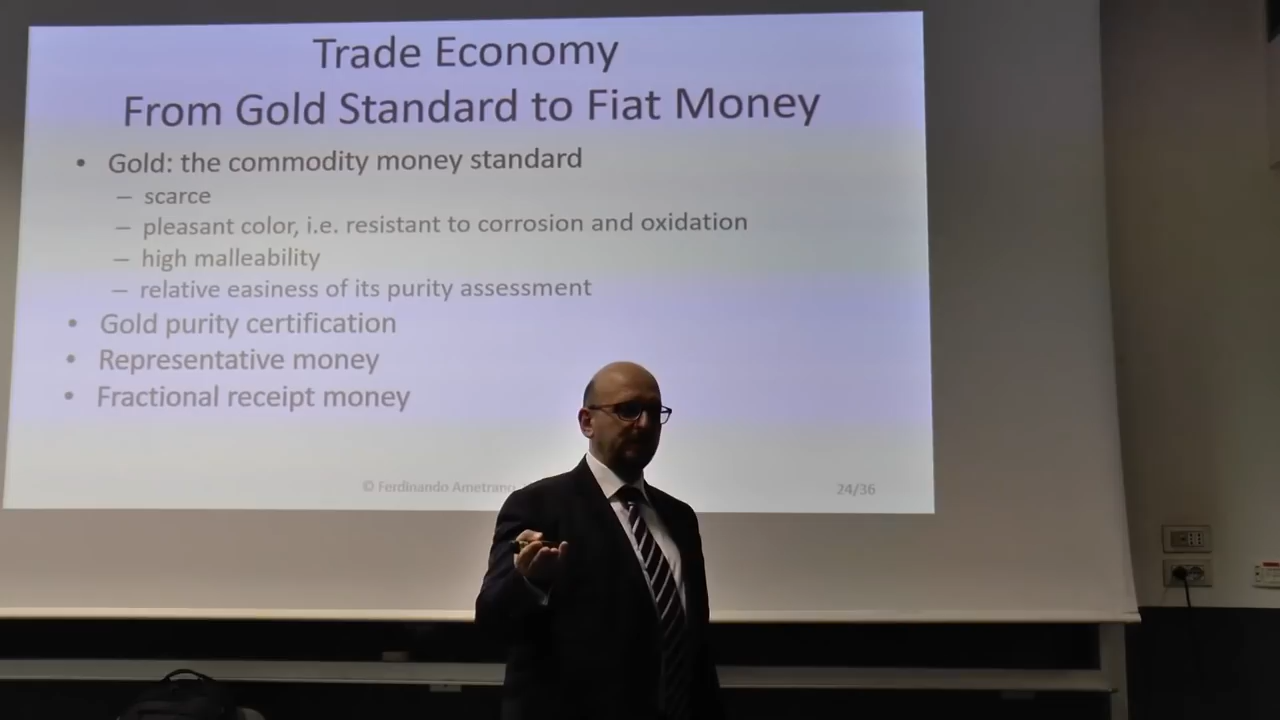 Trade Economy
From Gold Standard to Fiat Money
• Gold: the commodity money standard
– scarce
– pleasant color, i.e. resistant to corrosion and oxidation
– high malleability
– relative easiness of its purity assessment
• Gold purity certification
• Representative money
• Fractional receipt money
© Ferdinando Ametrano
24/36